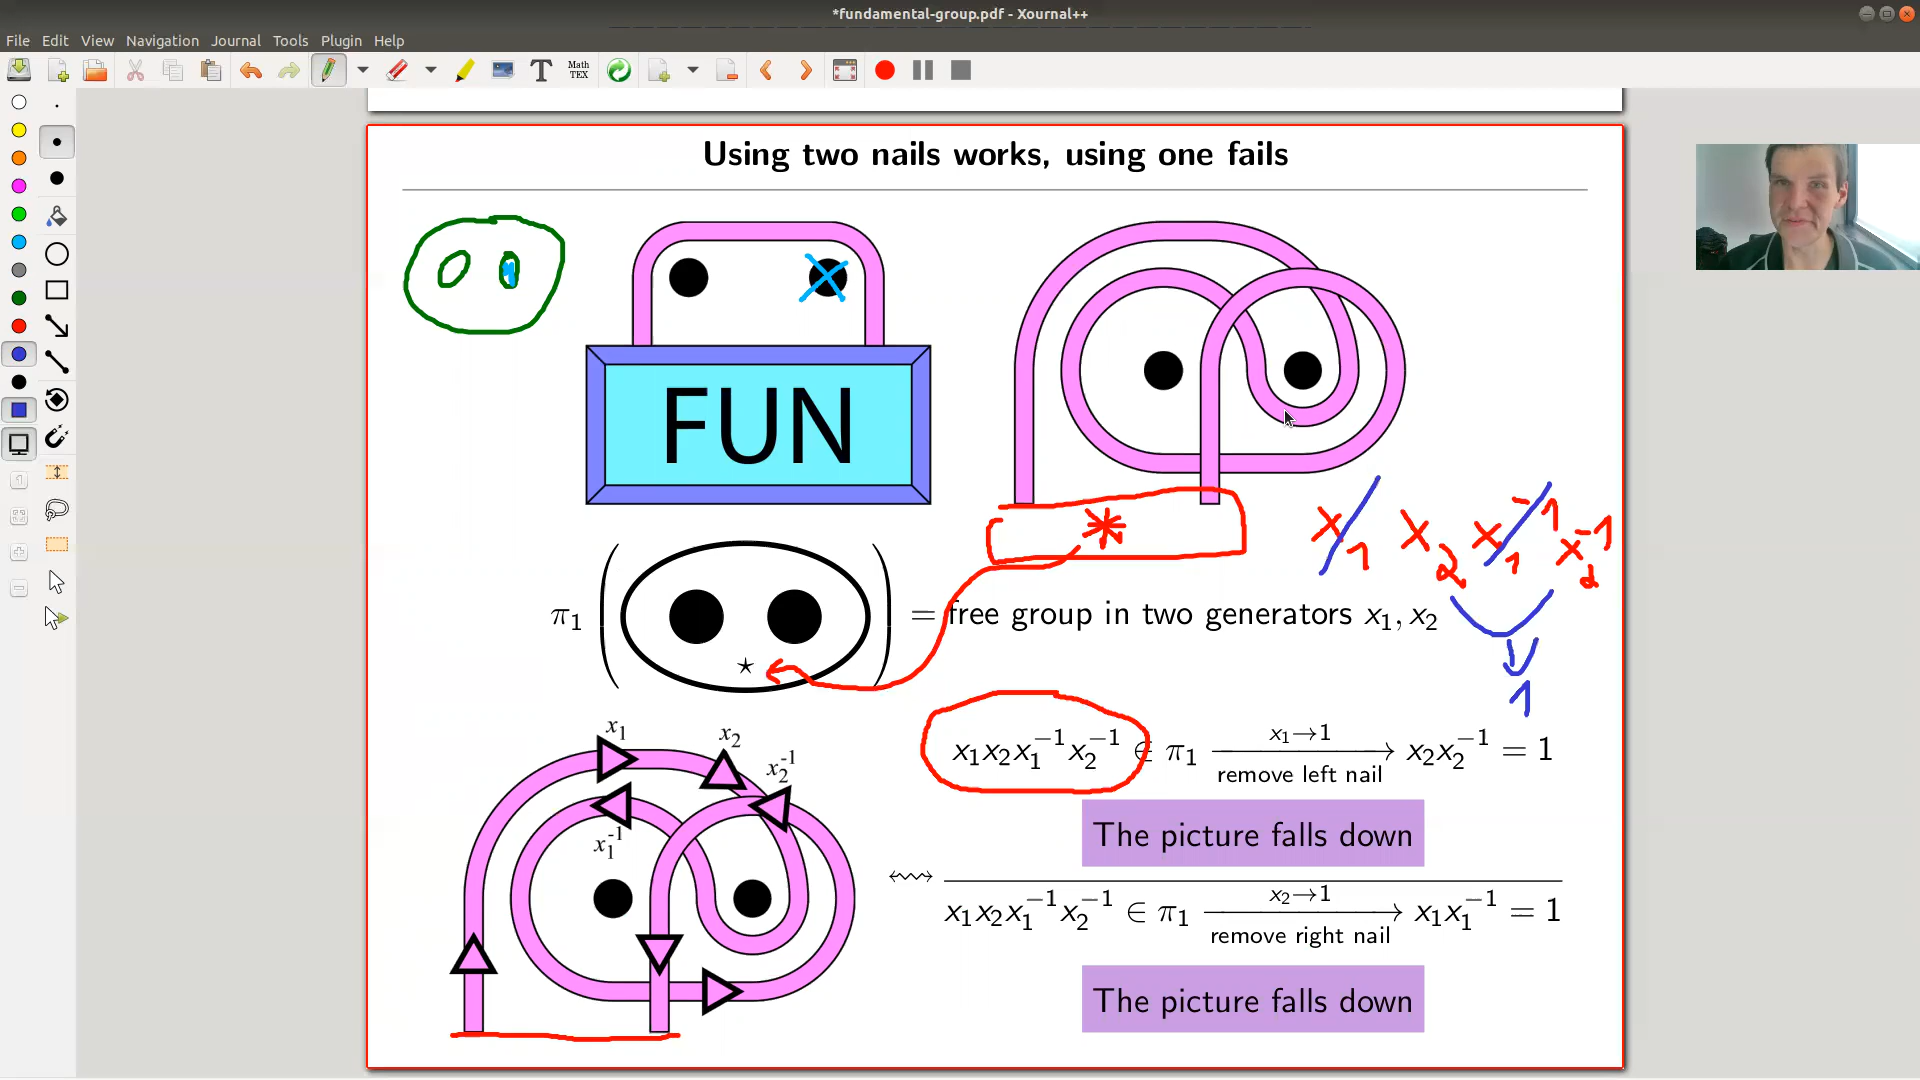 *fundamental-group.pdf - Xournal++
File Edit View Navigation Journal Tools Plugin Help
T Math TEX
Using two nails works, using one fails
FUN
* x₁ x₂ x₁⁻¹ x₂⁻¹
π₁ ( ⋆ ) = free group in two generators x₁, x₂
1
x₁x₂x₁⁻¹x₂⁻¹ ∈ π₁ x₁→1 x₂x₂⁻¹ = 1
remove left nail
The picture falls down
x₁ x₂ x₂⁻¹ x₁⁻¹
↭
x₁x₂x₁⁻¹x₂⁻¹ ∈ π₁ x₂→1 x₁x₁⁻¹ = 1
remove right nail
The picture falls down